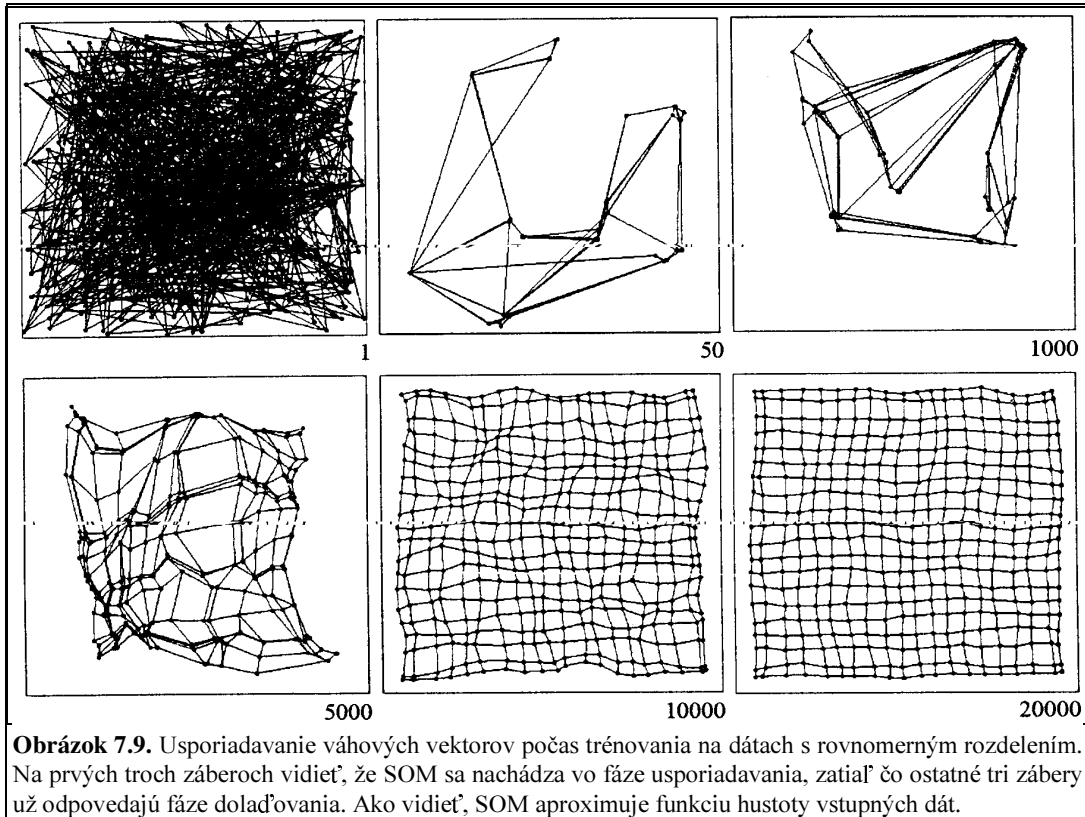 1
50
1000
5000
10000
20000
Obrázok 7.9. Usporiadavanie váhových vektorov počas trénovania na dátach s rovnomerným rozdelením.
Na prvých troch záberoch vidieť, že SOM sa nachádza vo fáze usporiadavania, zatiaľ čo ostatné tri zábery
už odpovedajú fáze dolaďovania. Ako vidieť, SOM aproximuje funkciu hustoty vstupných dát.